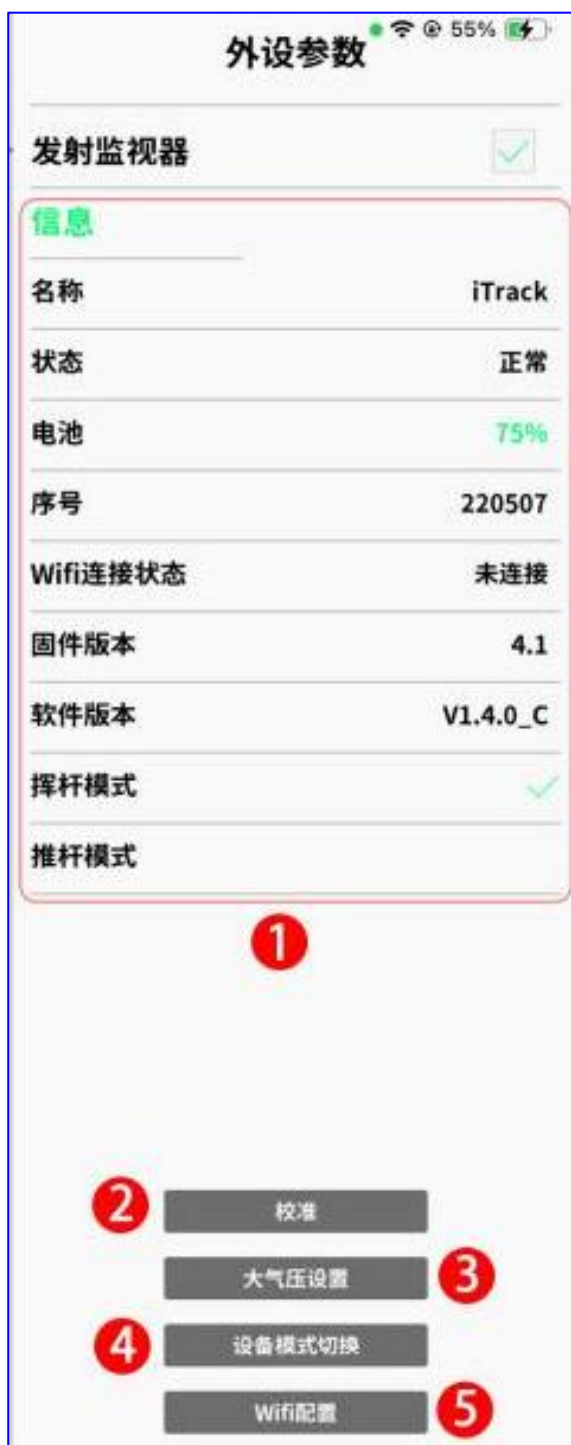 55%
外设参数
发射监视器
信息
名称 iTrack
状态 正常
电池 75%
序号 220507
Wifi连接状态 未连接
固件版本 4.1
软件版本 V1.4.0_C
挥杆模式
推杆模式
1
2 校准
大气压设置 3
4 设备模式切换
Wifi配置 5